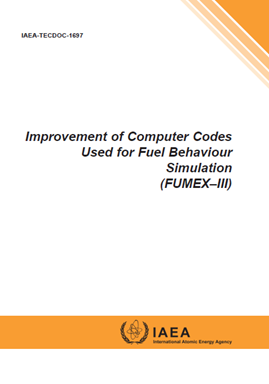 IAEA-TECDOC-1697
Improvement of Computer Codes
Used for Fuel Behaviour
Simulation
(FUMEX–III)
IAEA
International Atomic Energy Agency